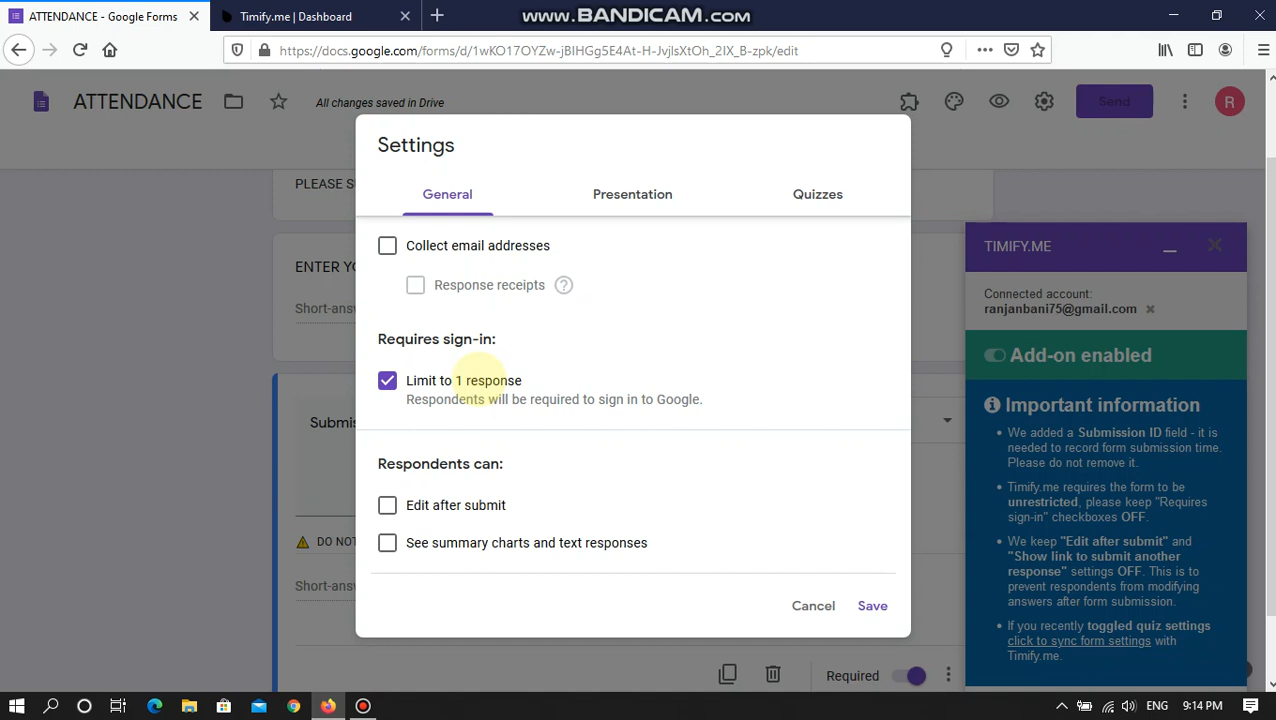 ATTENDANCE - Google Forms
Timify.me | Dashboard
www.BANDICAM.com
https://docs.google.com/forms/d/1wKO17OYZw-jBIHGg5E4At-H-JvjlsXtOh_2IX_B-zpk/edit
ATTENDANCE
All changes saved in Drive
Send
R
Settings
General
Presentation
Quizzes
Collect email addresses
Response receipts
Requires sign-in:
Limit to 1 response
Respondents will be required to sign in to Google.
Respondents can:
Edit after submit
See summary charts and text responses
Cancel
Save
PLEASE S
ENTER YO
Short-answ
Submis
DO NOT
Short-answ
Required
TIMIFY.ME
Connected account:
ranjanbani75@gmail.com
Add-on enabled
Important information
We added a Submission ID field - it is
needed to record form submission time.
Please do not remove it.
Timify.me requires the form to be
unrestricted, please keep "Requires
sign-in" checkboxes OFF.
We keep "Edit after submit" and
"Show link to submit another
response" settings OFF. This is to
prevent respondents from modifying
answers after form submission.
If you recently toggled quiz settings
click to sync form settings with
Timify.me.
ENG
9:14 PM